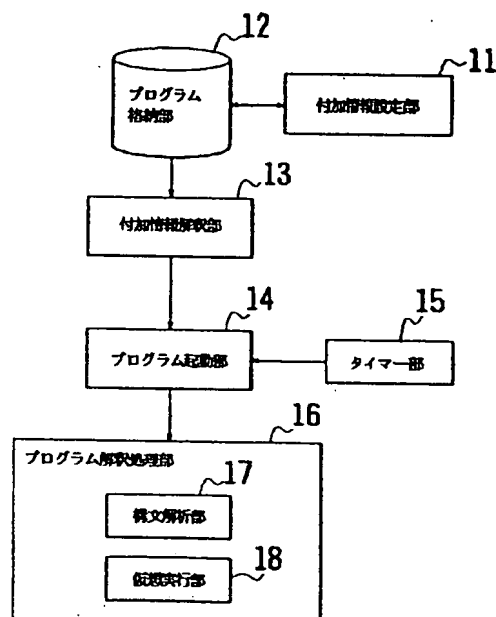 12
プログラム
格納部
11
付加情報設定部
13
付加情報解釈部
14
プログラム起動部
15
タイマー部
16
プログラム解釈処理部
17
構文解析部
18
仮想実行部